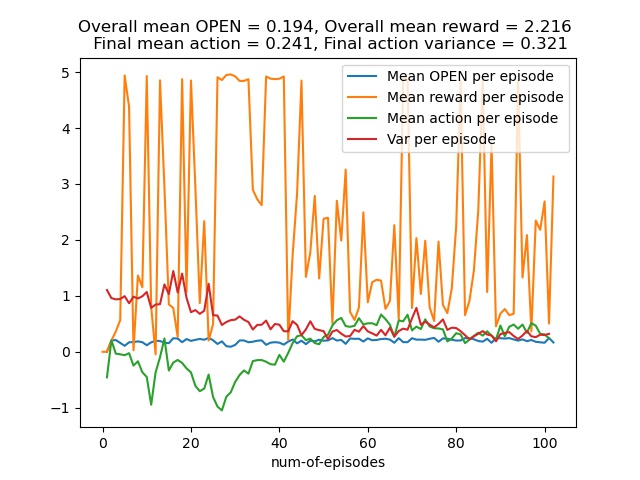 Overall mean OPEN = 0.194, Overall mean reward = 2.216
Final mean action = 0.241, Final action variance = 0.321
Mean OPEN per episode
Mean reward per episode
Mean action per episode
Var per episode
5
4
3
2
1
0
−1
0 20 40 60 80 100
num-of-episodes